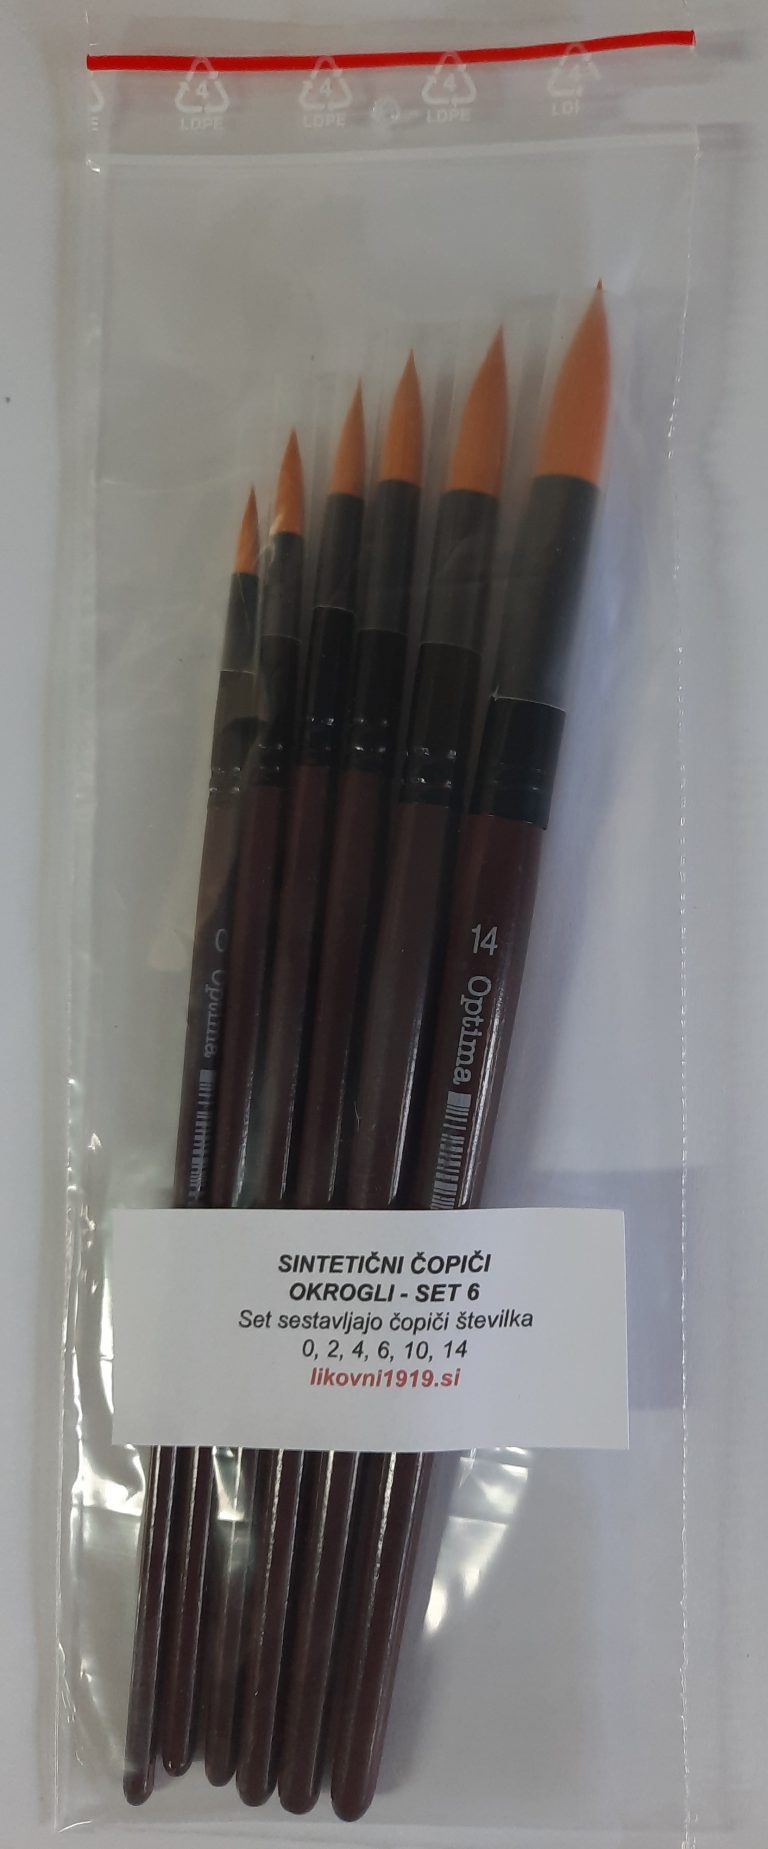 4 4 4 4
LDPE LDPE LDPE
0 Optima
14 Optima
SINTETIČNI ČOPIČI
OKROGLI - SET 6
Set sestavljajo čopiči številka
0, 2, 4, 6, 10, 14
likovni1919.si